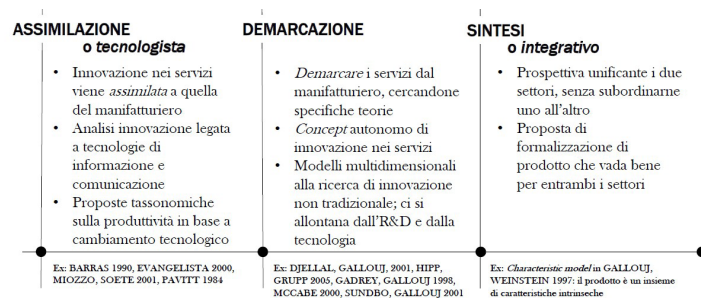 ASSIMILAZIONE
o tecnologista
• Innovazione nei servizi
viene assimilata a quella
del manifatturiero
• Analisi innovazione legata
a tecnologie di
informazione e
comunicazione
• Proposte tassonomiche
sulla produttività in base a
cambiamento tecnologico
Ex: BARRAS 1990, EVANGELISTA 2000,
MIOZZO, SOETE 2001, PAVITT 1984
DEMARCAZIONE
• Demarcare i servizi dal
manifatturiero, cercandone
specifiche teorie
• Concept autonomo di
innovazione nei servizi
• Modelli multidimensionali
alla ricerca di innovazione
non tradizionale; ci si
allontana dall'R&D e dalla
tecnologia
Ex: DJELLAL, GALLOUJ, 2001, HIPP,
GRUPP 2005, GADREY, GALLOUJ 1998,
MCCABE 2000, SUNDBO, GALLOUJ 2001
SINTESI
o integrativo
• Prospettiva unificante i due
settori, senza subordinarne
uno all'altro
• Proposta di
formalizzazione di
prodotto che vada bene
per entrambi i settori
Ex: Characteristic model in GALLOUJ,
WEINSTEIN 1997: il prodotto è un insieme
di caratteristiche intrinseche